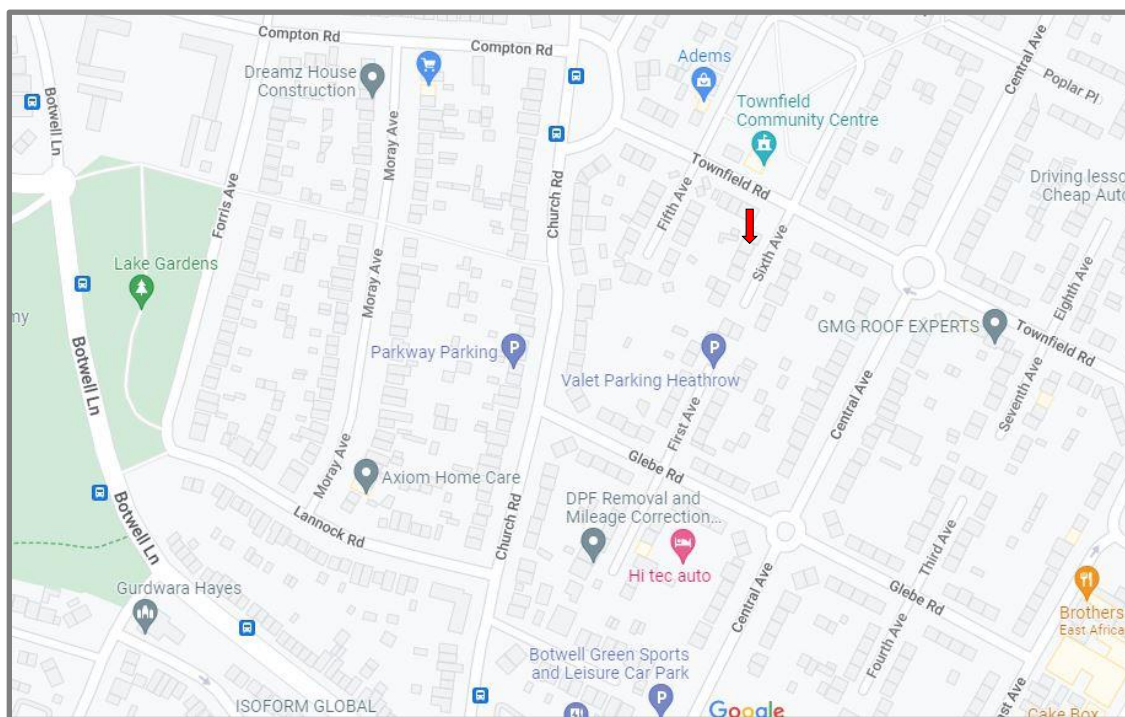 Compton Rd
Compton Rd
Central Ave
Dreamz House
Construction
Adems
Poplar Pl
Botwell Ln
Townfield
Community Centre
Moray Ave
Townfield Rd
Driving lesso
Cheap Auto
Forris Ave
Church Rd
Fifth Ave
Sixth Ave
Lake Gardens
Moray Ave
Eighth Ave
my
GMG ROOF EXPERTS
Townfield Rd
Parkway Parking
Valet Parking Heathrow
Botwell Ln
Central Ave
Seventh Ave
First Ave
Moray Ave
Glebe Rd
Axiom Home Care
DPF Removal and
Mileage Correction...
Lannock Rd
Church Rd
Botwell Ln
Third Ave
Hi tec auto
Gurdwara Hayes
Central Ave
Glebe Rd
Brothers
East Africa
Fourth Ave
Botwell Green Sports
and Leisure Car Park
ISOFORM GLOBAL
Google
st Ave
Cake Box